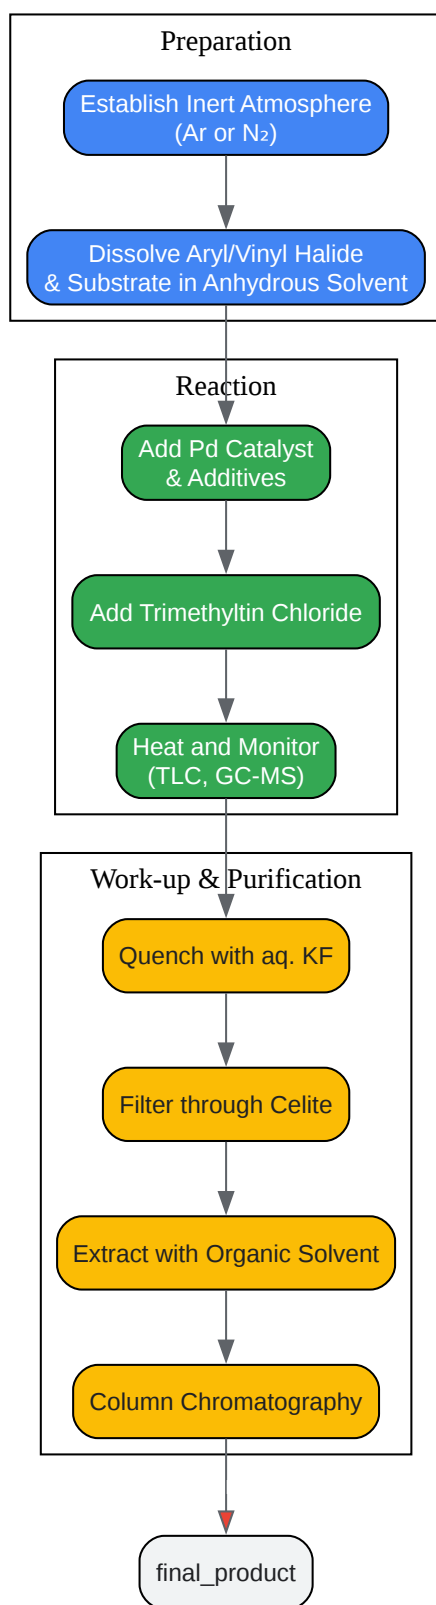 Preparation
Establish Inert Atmosphere
(Ar or N₂)
Dissolve Aryl/Vinyl Halide
& Substrate in Anhydrous Solvent
Reaction
Add Pd Catalyst
& Additives
Add Trimethyltin Chloride
Heat and Monitor
(TLC, GC-MS)
Work-up & Purification
Quench with aq. KF
Filter through Celite
Extract with Organic Solvent
Column Chromatography
final_product